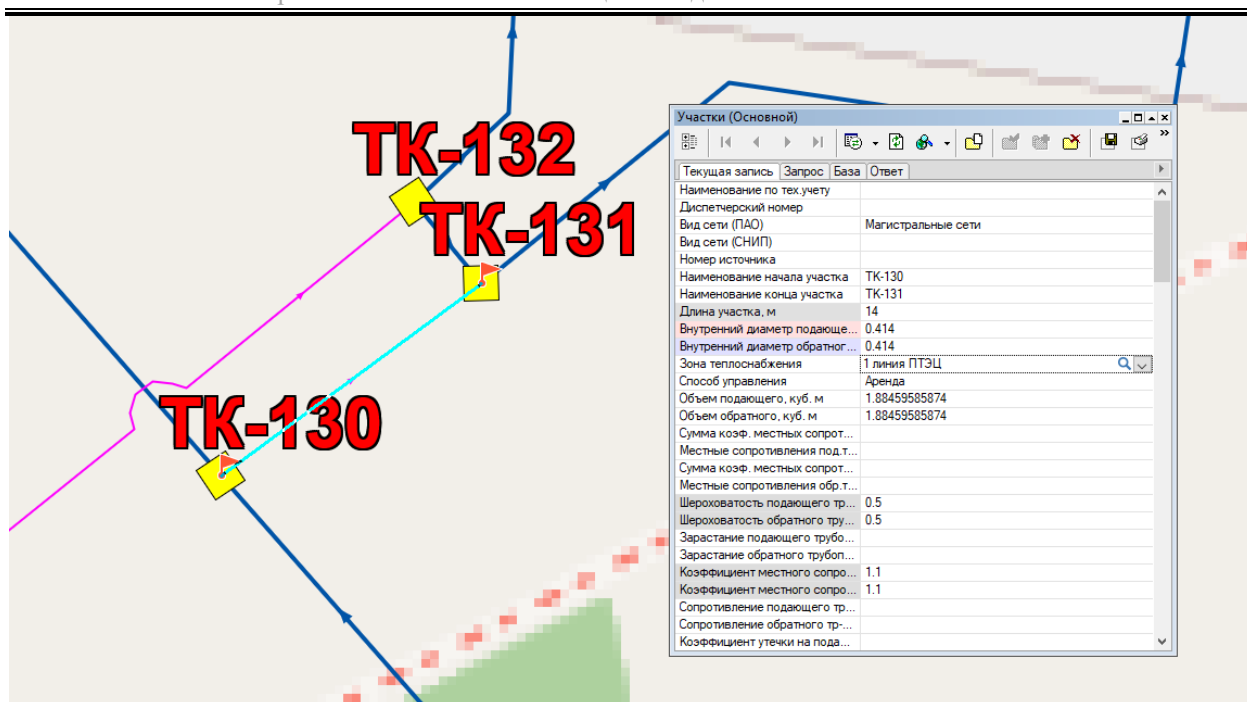 ТК-132
ТК-131
ТК-130
Участки (Основной)
Текущая запись Запрос База Ответ
Наименование по тех.учету
Диспетчерский номер
Вид сети (ПАО) Магистральные сети
Вид сети (СНИП)
Номер источника
Наименование начала участка ТК-130
Наименование конца участка ТК-131
Длина участка, м 14
Внутренний диаметр подающе... 0.414
Внутренний диаметр обратног... 0.414
Зона теплоснабжения 1 линия ПТЭЦ
Способ управления Аренда
Объем подающего, куб. м 1.88459585874
Объем обратного, куб. м 1.88459585874
Сумма коэф. местных сопрот...
Местные сопротивления под.т...
Сумма коэф. местных сопрот...
Местные сопротивления обр.т...
Шероховатость подающего тр... 0.5
Шероховатость обратного тру... 0.5
Зарастание подающего трубо...
Зарастание обратного трубоп...
Коэффициент местного сопро... 1.1
Коэффициент местного сопро... 1.1
Сопротивление подающего тр...
Сопротивление обратного тр-...
Коэффициент утечки на пода...